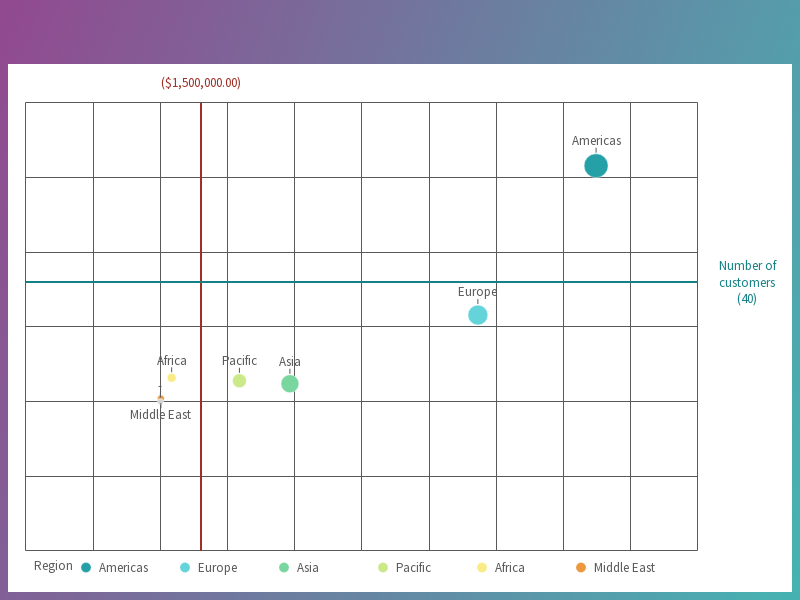 ($1,500,000.00)
Americas
Number of
customers
(40)
Europe
Africa
Pacific
Asia
-
Middle East
Region
Americas
Europe
Asia
Pacific
Africa
Middle East